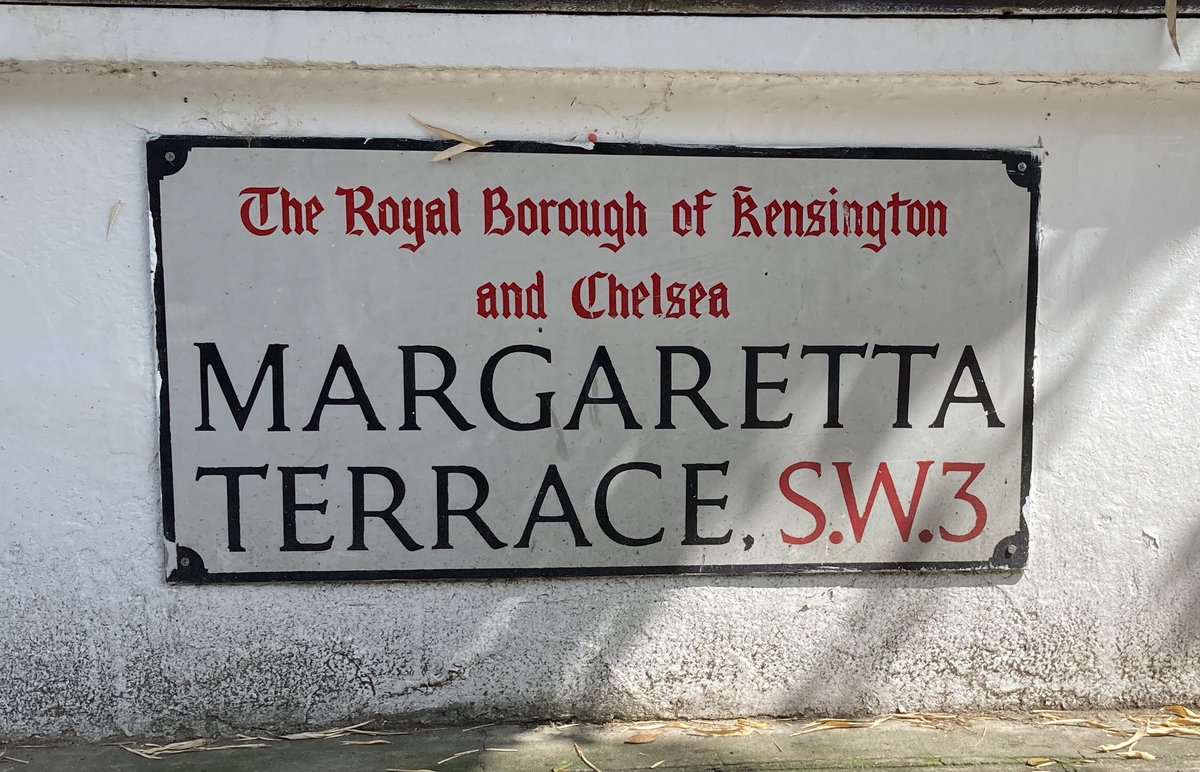 The Royal Borough of Kensington
and Chelsea
MARGARETTA
TERRACE, S.W.3